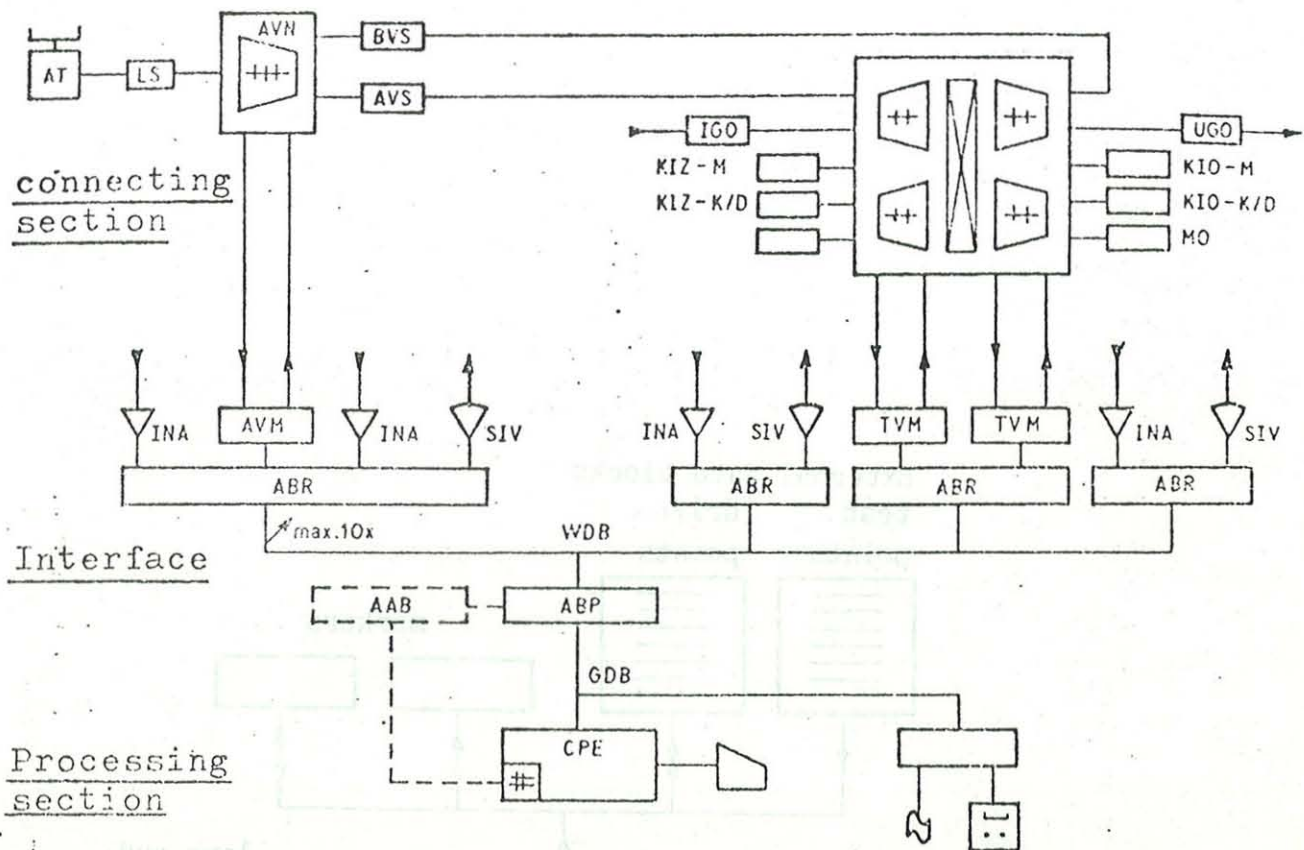 AVN
BVS
AT
LS
AVS
IGO
UGO
KIZ-M
KIO-M
connecting
section
KIZ-K/D
KIO-K/D
MO
INA
AVM
INA
SIV
INA
SIV
TVM
TVM
INA
SIV
ABR
ABR
ABR
ABR
max.10x
WDB
Interface
AAB
ABP
GDB
CPE
Processing
section